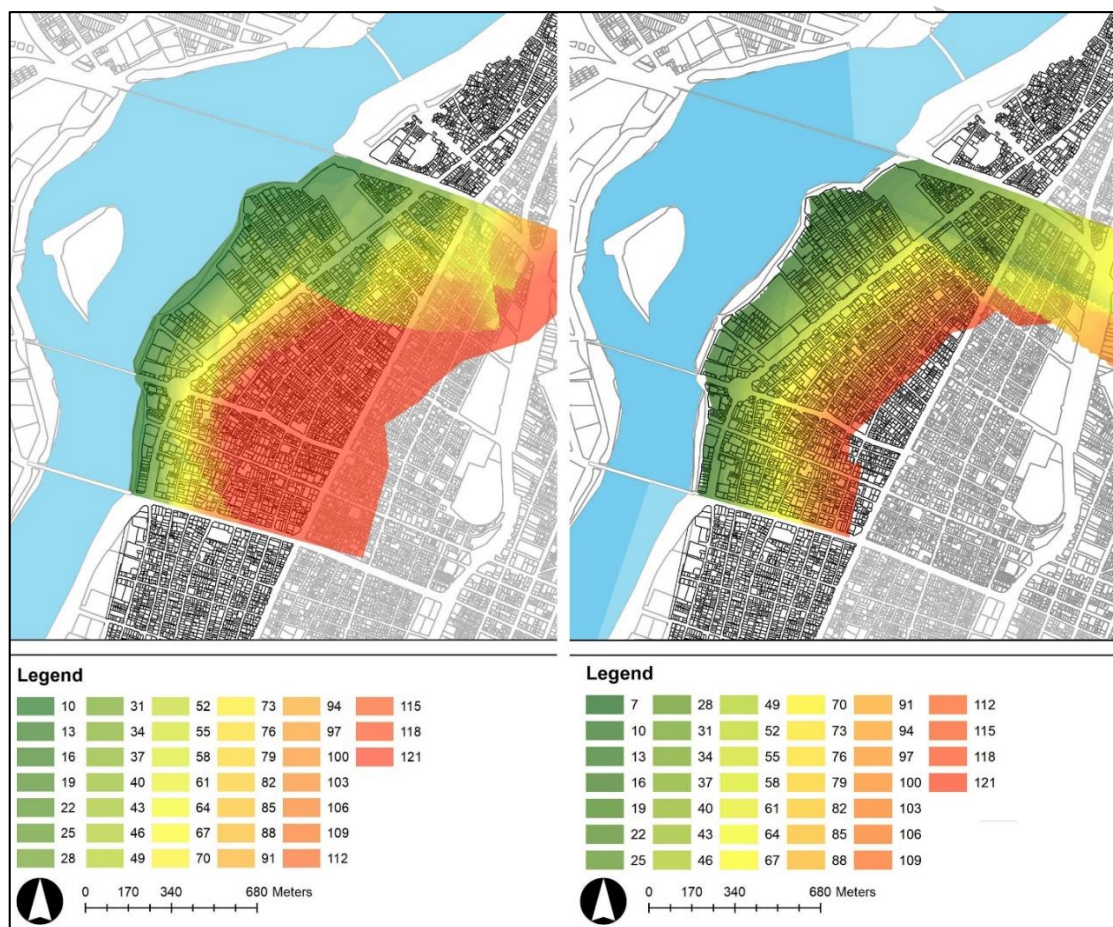 Legend
10 31 52 73 94 115
13 34 55 76 97 118
16 37 58 79 100 121
19 40 61 82 103
22 43 64 85 106
25 46 67 88 109
28 49 70 91 112
0 170 340 680 Meters
Legend
7 28 49 70 91 112
10 31 52 73 94 115
13 34 55 76 97 118
16 37 58 79 100 121
19 40 61 82 103
22 43 64 85 106
25 46 67 88 109
0 170 340 680 Meters